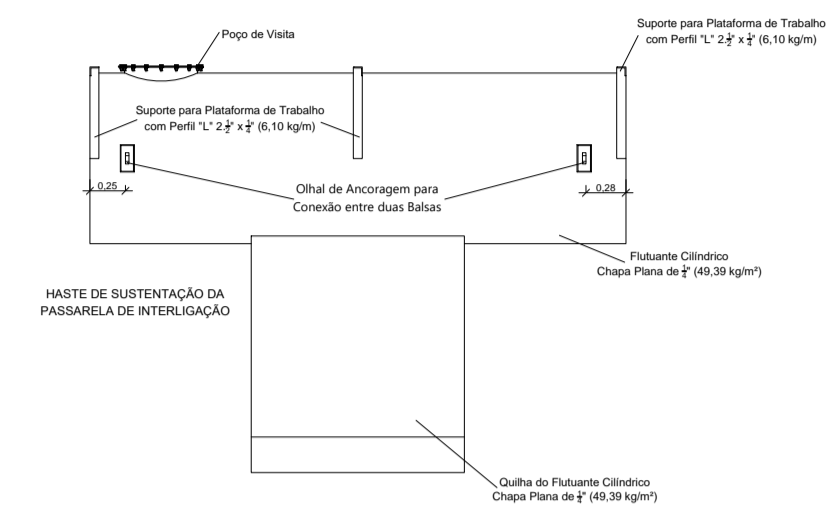 Suporte para Plataforma de Trabalho
com Perfil "L" 2.½" x ¼" (6,10 kg/m)
Poço de Visita
Suporte para Plataforma de Trabalho
com Perfil "L" 2.½" x ¼" (6,10 kg/m)
0,25
Olhal de Ancoragem para
Conexão entre duas Balsas
0,28
Flutuante Cilíndrico
Chapa Plana de ¼" (49,39 kg/m²)
HASTE DE SUSTENTAÇÃO DA
PASSARELA DE INTERLIGAÇÃO
Quilha do Flutuante Cilíndrico
Chapa Plana de ¼" (49,39 kg/m²)